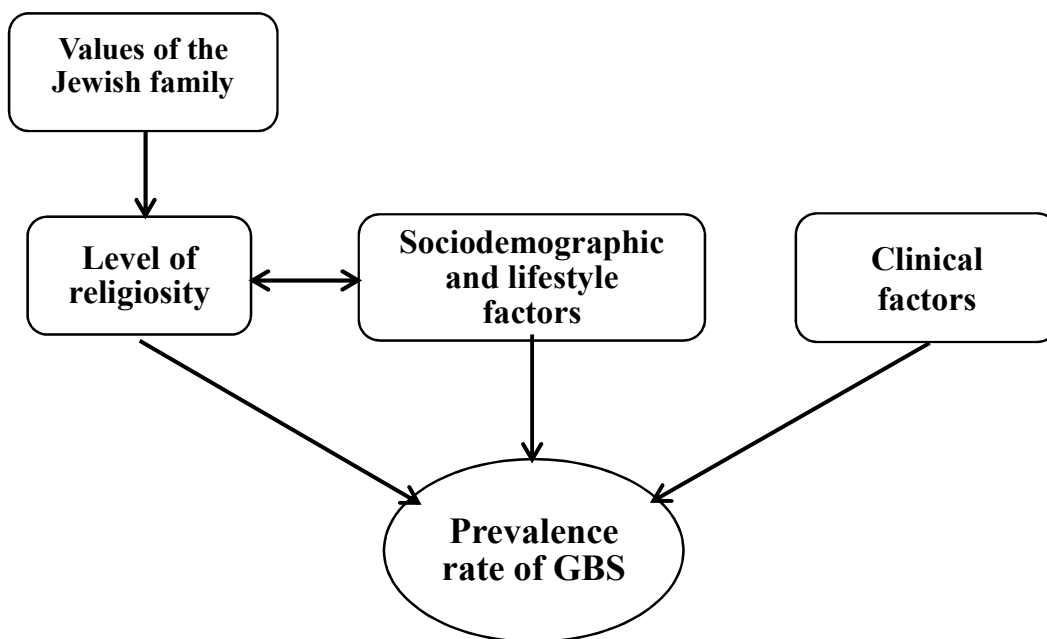 Values of the
Jewish family
Level of
religiosity
Sociodemographic
and lifestyle
factors
Clinical
factors
Prevalence
rate of GBS